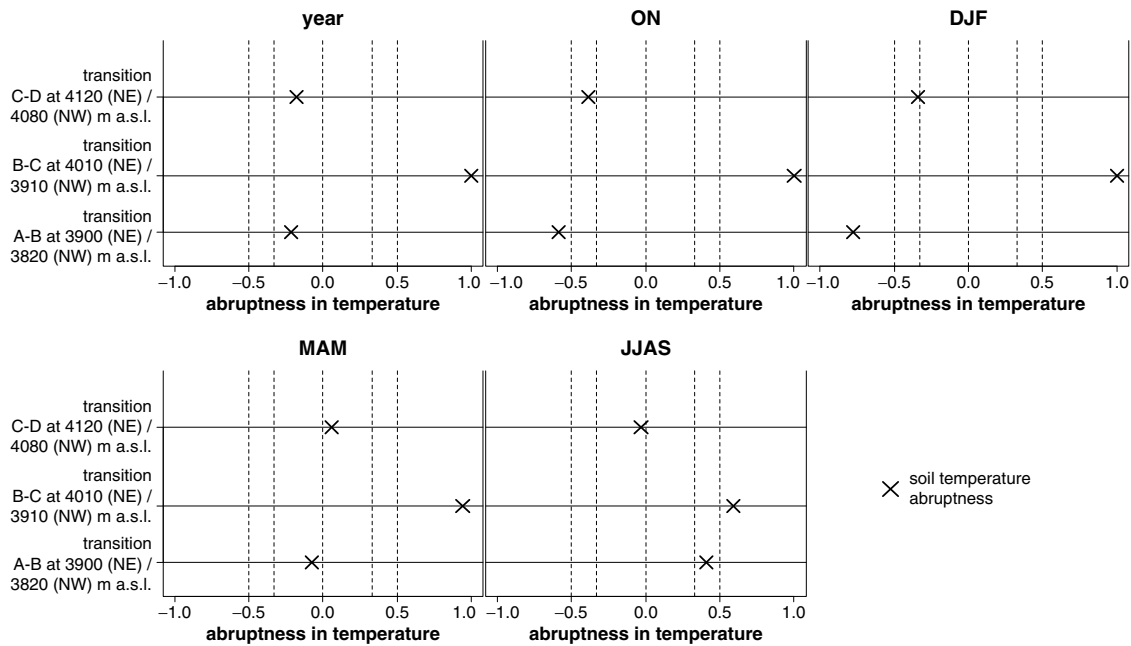 year
ON
DJF
transition
C-D at 4120 (NE) /
4080 (NW) m a.s.l.
transition
B-C at 4010 (NE) /
3910 (NW) m a.s.l.
transition
A-B at 3900 (NE) /
3820 (NW) m a.s.l.
−1.0 −0.5 0.0 0.5 1.0
−1.0 −0.5 0.0 0.5 1.0
−1.0 −0.5 0.0 0.5 1.0
abruptness in temperature
abruptness in temperature
abruptness in temperature
MAM
JJAS
transition
C-D at 4120 (NE) /
4080 (NW) m a.s.l.
transition
B-C at 4010 (NE) /
3910 (NW) m a.s.l.
transition
A-B at 3900 (NE) /
3820 (NW) m a.s.l.
soil temperature
abruptness
−1.0 −0.5 0.0 0.5 1.0
−1.0 −0.5 0.0 0.5 1.0
abruptness in temperature
abruptness in temperature